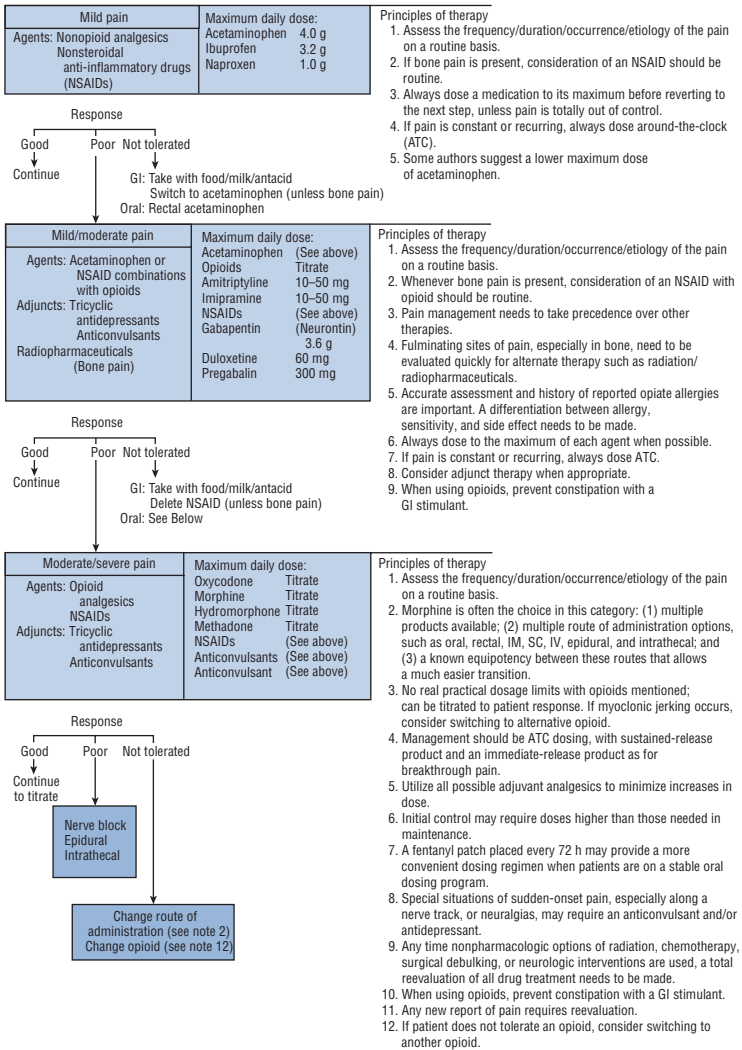 Mild pain
Agents: Nonopioid analgesics
Nonsteroidal
anti-inflammatory drugs
(NSAIDs)
Maximum daily dose:
Acetaminophen 4.0 g
Ibuprofen 3.2 g
Naproxen 1.0 g
Principles of therapy
1. Assess the frequency/duration/occurrence/etiology of the pain
on a routine basis.
2. If bone pain is present, consideration of an NSAID should be
routine.
3. Always dose a medication to its maximum before reverting to
the next step, unless pain is totally out of control.
4. If pain is constant or recurring, always dose around-the-clock
(ATC).
5. Some authors suggest a lower maximum dose
of acetaminophen.
Response
Good Poor Not tolerated
Continue
GI: Take with food/milk/antacid
Switch to acetaminophen (unless bone pain)
Oral: Rectal acetaminophen
Mild/moderate pain
Agents: Acetaminophen or
NSAID combinations
with opioids
Adjuncts: Tricyclic
antidepressants
Anticonvulsants
Radiopharmaceuticals
(Bone pain)
Maximum daily dose:
Acetaminophen (See above)
Opioids Titrate
Amitriptyline 10–50 mg
Imipramine 10–50 mg
NSAIDs (See above)
Gabapentin (Neurontin)
3.6 g
Duloxetine 60 mg
Pregabalin 300 mg
Principles of therapy
1. Assess the frequency/duration/occurrence/etiology of the pain
on a routine basis.
2. Whenever bone pain is present, consideration of an NSAID with
opioid should be routine.
3. Pain management needs to take precedence over other
therapies.
4. Fulminating sites of pain, especially in bone, need to be
evaluated quickly for alternate therapy such as radiation/
radiopharmaceuticals.
5. Accurate assessment and history of reported opiate allergies
are important. A differentiation between allergy,
sensitivity, and side effect needs to be made.
6. Always dose to the maximum of each agent when possible.
7. If pain is constant or recurring, always dose ATC.
8. Consider adjunct therapy when appropriate.
9. When using opioids, prevent constipation with a
GI stimulant.
Response
Good Poor Not tolerated
Continue
GI: Take with food/milk/antacid
Delete NSAID (unless bone pain)
Oral: See Below
Moderate/severe pain
Agents: Opioid
analgesics
NSAIDs
Adjuncts: Tricyclic
antidepressants
Anticonvulsants
Maximum daily dose:
Oxycodone Titrate
Morphine Titrate
Hydromorphone Titrate
Methadone Titrate
NSAIDs (See above)
Anticonvulsants (See above)
Anticonvulsant (See above)
Principles of therapy
1. Assess the frequency/duration/occurrence/etiology of the pain
on a routine basis.
2. Morphine is often the choice in this category: (1) multiple
products available; (2) multiple route of administration options,
such as oral, rectal, IM, SC, IV, epidural, and intrathecal; and
(3) a known equipotency between these routes that allows
a much easier transition.
3. No real practical dosage limits with opioids mentioned;
can be titrated to patient response. If myoclonic jerking occurs,
consider switching to alternative opioid.
4. Management should be ATC dosing, with sustained-release
product and an immediate-release product as for
breakthrough pain.
5. Utilize all possible adjuvant analgesics to minimize increases in
dose.
6. Initial control may require doses higher than those needed in
maintenance.
7. A fentanyl patch placed every 72 h may provide a more
convenient dosing regimen when patients are on a stable oral
dosing program.
8. Special situations of sudden-onset pain, especially along a
nerve track, or neuralgias, may require an anticonvulsant and/or
antidepressant.
9. Any time nonpharmacologic options of radiation, chemotherapy,
surgical debulking, or neurologic interventions are used, a total
reevaluation of all drug treatment needs to be made.
10. When using opioids, prevent constipation with a GI stimulant.
11. Any new report of pain requires reevaluation.
12. If patient does not tolerate an opioid, consider switching to
another opioid.
Response
Good Poor Not tolerated
Continue
to titrate
Nerve block
Epidural
Intrathecal
Change route of
administration (see note 2)
Change opioid (see note 12)